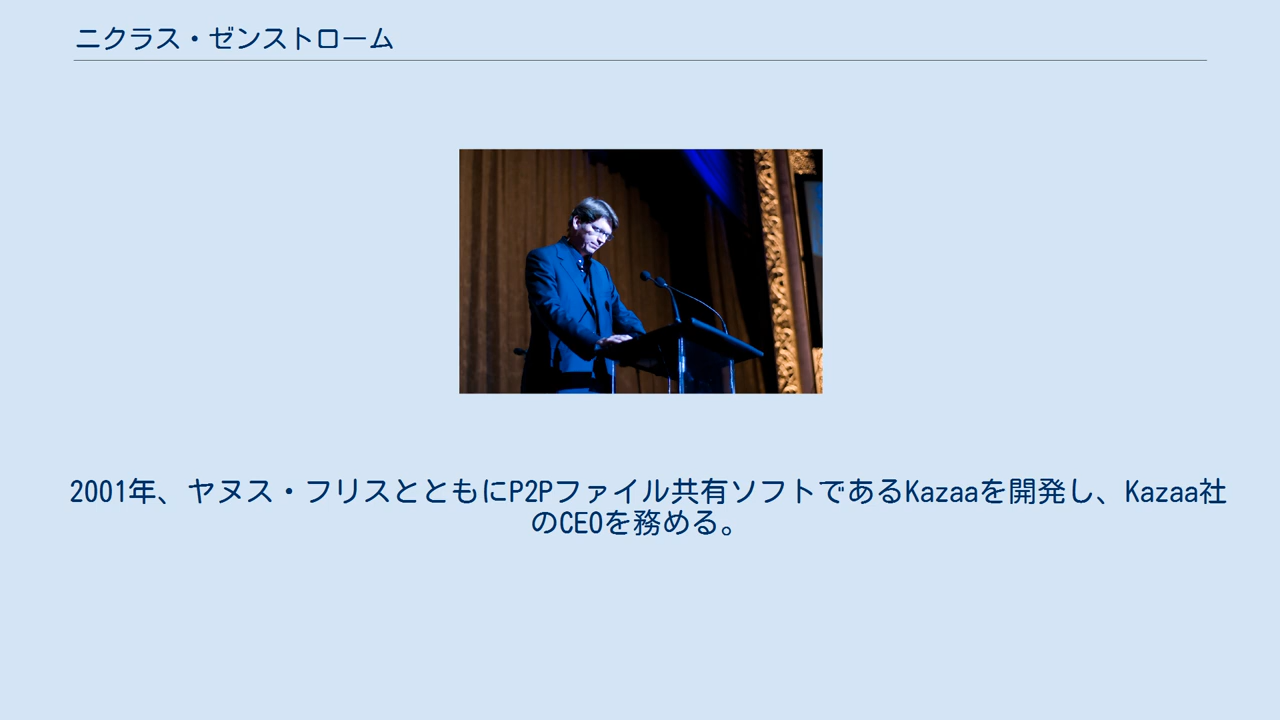 ニクラス・ゼンストローム
2001年、ヤヌス・フリスとともにP2Pファイル共有ソフトであるKazaaを開発し、Kazaa社
のCEOを務める。